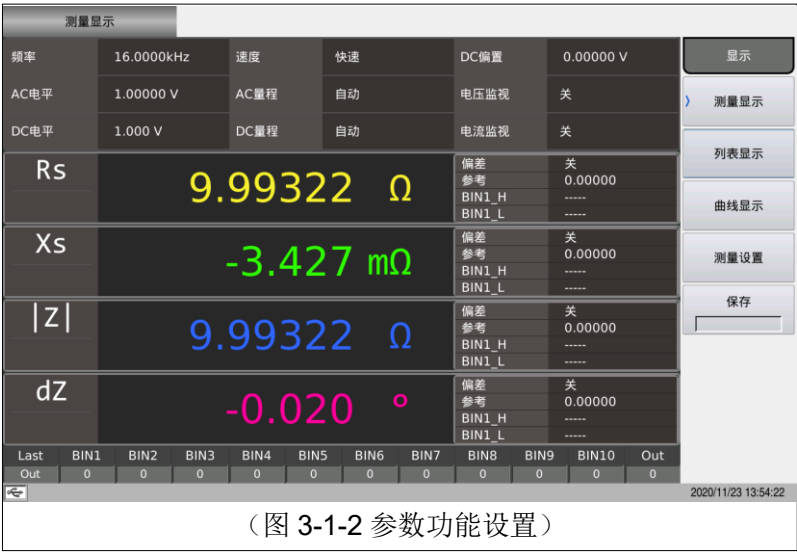 测量显示
频率 16.0000kHz 速度 快速 DC偏置 0.00000 V
AC电平 1.00000 V AC量程 自动 电压监视 关
DC电平 1.000 V DC量程 自动 电流监视 关
Rs 9.99322 Ω
偏差 关
参考 0.00000
BIN1_H -----
BIN1_L -----
Xs -3.427 mΩ
偏差 关
参考 0.00000
BIN1_H -----
BIN1_L -----
|Z| 9.99322 Ω
偏差 关
参考 0.00000
BIN1_H -----
BIN1_L -----
dZ -0.020 °
偏差 关
参考 0.00000
BIN1_H -----
BIN1_L -----
Last BIN1 BIN2 BIN3 BIN4 BIN5 BIN6 BIN7 BIN8 BIN9 BIN10 Out
Out 0 0 0 0 0 0 0 0 0 0 0
显示
测量显示
列表显示
曲线显示
测量设置
保存
2020/11/23 13:54:22
（图 3-1-2 参数功能设置）